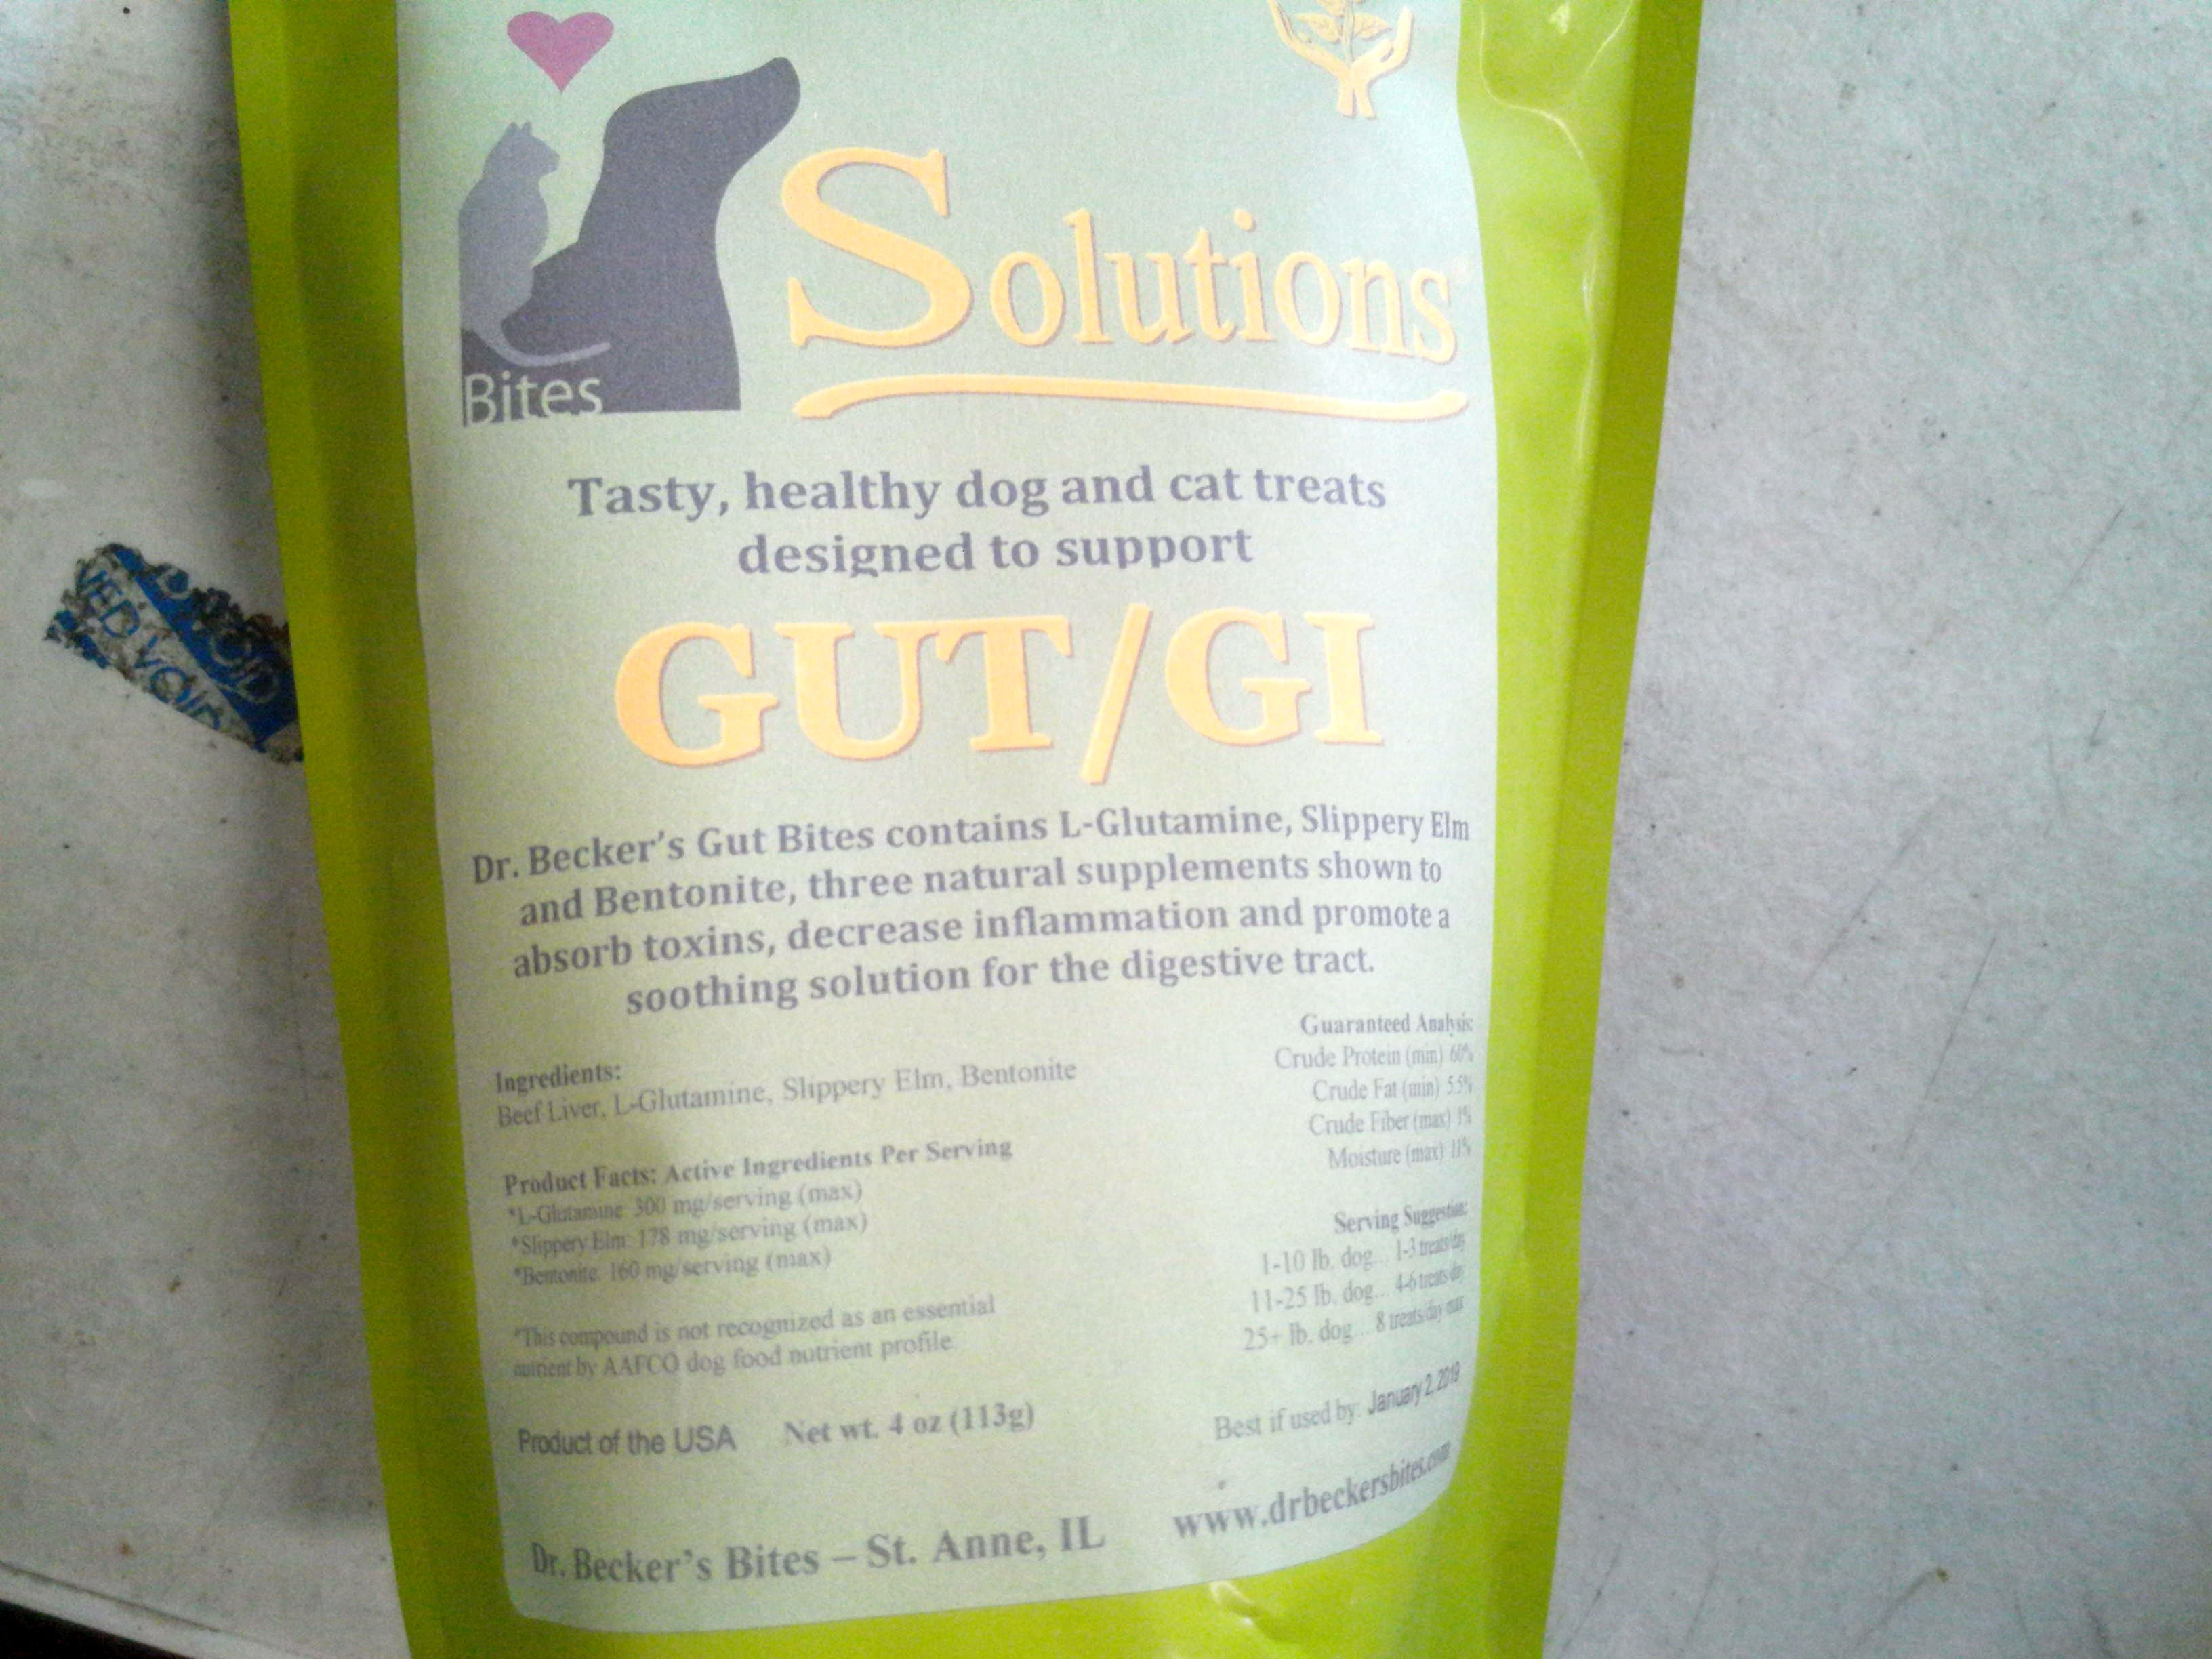 Bites
Solutions
Tasty, healthy dog and cat treats
designed to support
GUT/GI
Dr. Becker's Gut Bites contains L-Glutamine, Slippery Elm
and Bentonite, three natural supplements shown to
absorb toxins, decrease inflammation and promote a
soothing solution for the digestive tract.
Ingredients:
Beef Liver, L-Glutamine, Slippery Elm, Bentonite
Product Facts: Active Ingredients Per Serving
*L-Glutamine: 300 mg/serving (max)
*Slippery Elm: 178 mg/serving (max)
*Bentonite: 160 mg/serving (max)
*This compound is not recognized as an essential
nutrient by AAFCO dog food nutrient profile.
Product of the USA Net wt. 4 oz (113g)
Guaranteed Analysis:
Crude Protein (min) 60%
Crude Fat (min) 5.5%
Crude Fiber (max) 1%
Moisture (max) 11%
Serving Suggestion:
1-10 lb. dog... 1-3 treats/day
11-25 lb. dog... 4-6 treats/day
25+ lb. dog... 8 treats/day max
Best if used by: January 2, 2019
Dr. Becker's Bites – St. Anne, IL www.drbeckersbites.com
VOID
VOID